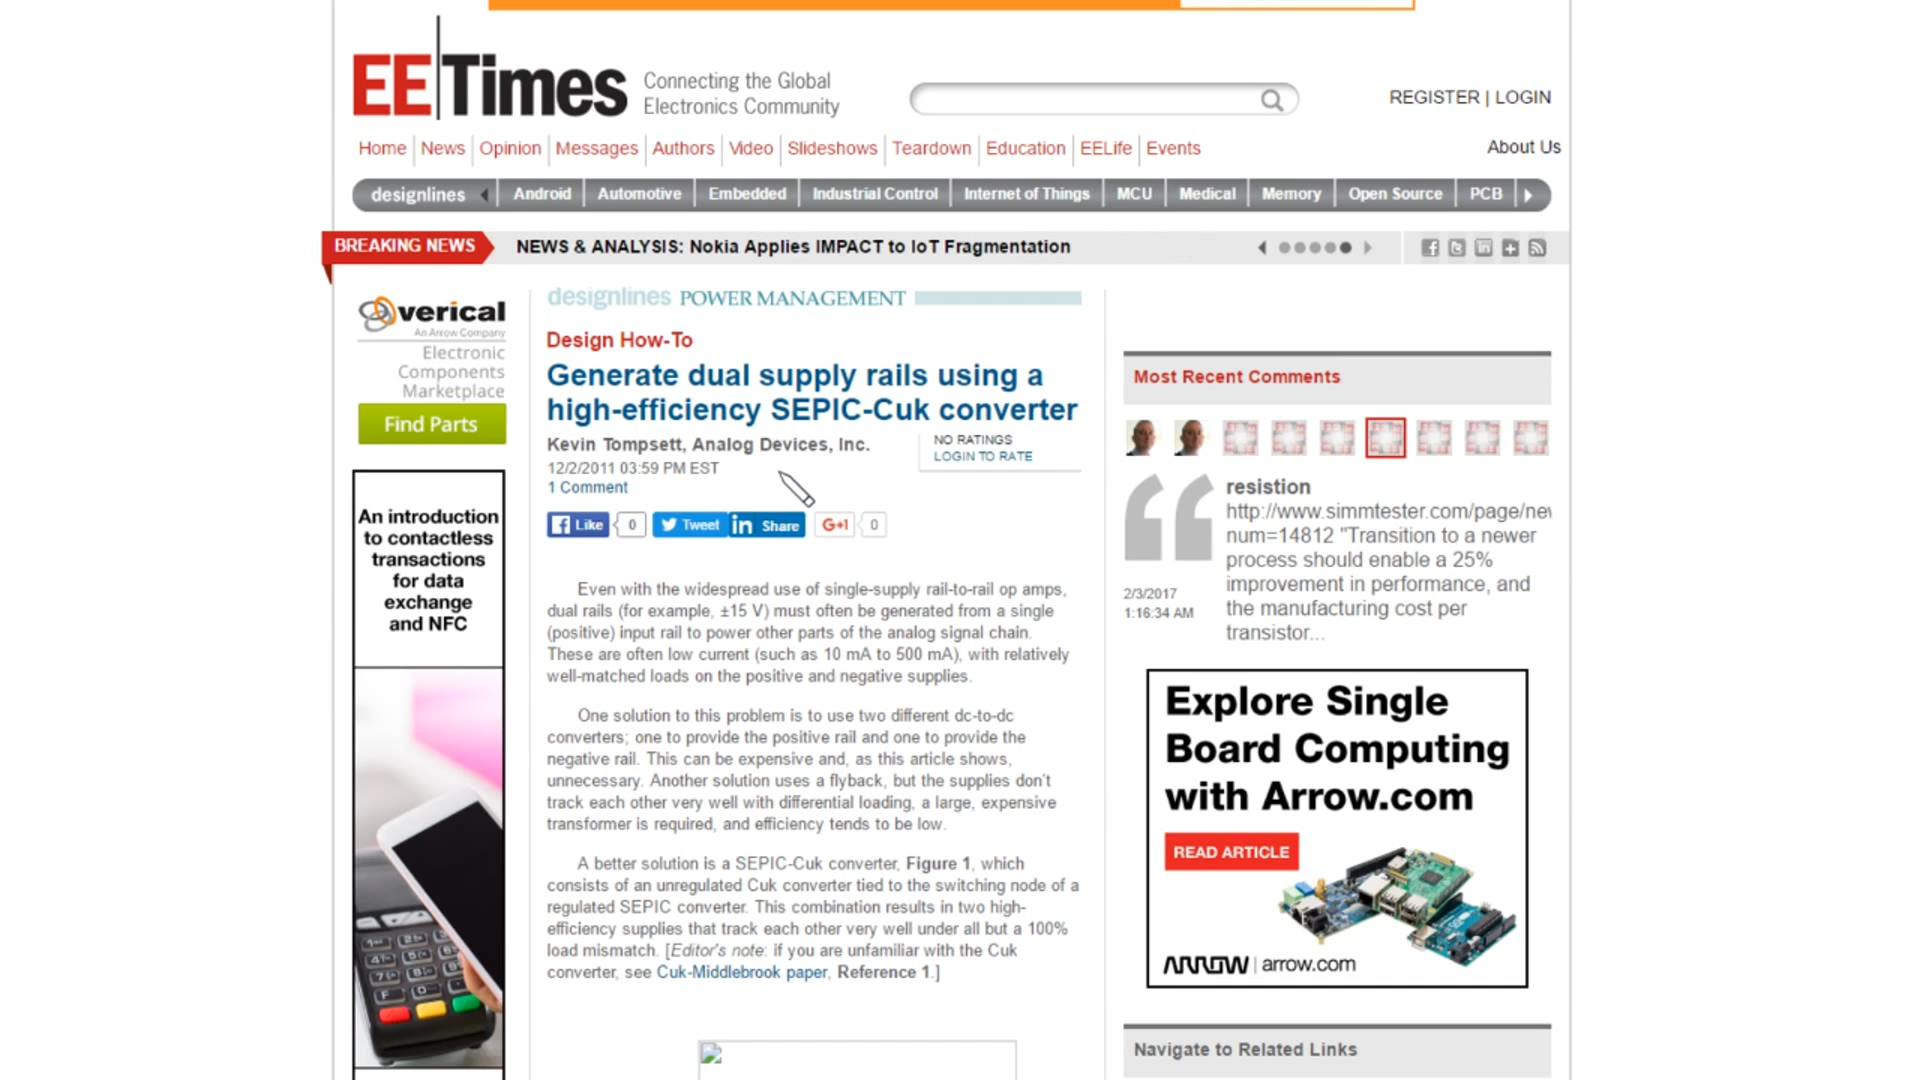 EE Times
Connecting the Global
Electronics Community
REGISTER | LOGIN
Home News Opinion Messages Authors Video Slideshows Teardown Education EELife Events
About Us
designlines Android Automotive Embedded Industrial Control Internet of Things MCU Medical Memory Open Source PCB
BREAKING NEWS
NEWS & ANALYSIS: Nokia Applies IMPACT to IoT Fragmentation
verical
An Arrow Company
Electronic
Components
Marketplace
Find Parts
An introduction
to contactless
transactions
for data
exchange
and NFC
designlines POWER MANAGEMENT
Design How-To
Generate dual supply rails using a
high-efficiency SEPIC-Cuk converter
Kevin Tompsett, Analog Devices, Inc.
12/2/2011 03:59 PM EST
1 Comment
NO RATINGS
LOGIN TO RATE
Like 0 Tweet in Share G+1 0
Even with the widespread use of single-supply rail-to-rail op amps,
dual rails (for example, ±15 V) must often be generated from a single
(positive) input rail to power other parts of the analog signal chain.
These are often low current (such as 10 mA to 500 mA), with relatively
well-matched loads on the positive and negative supplies.
One solution to this problem is to use two different dc-to-dc
converters; one to provide the positive rail and one to provide the
negative rail. This can be expensive and, as this article shows,
unnecessary. Another solution uses a flyback, but the supplies don't
track each other very well with differential loading, a large, expensive
transformer is required, and efficiency tends to be low.
A better solution is a SEPIC-Cuk converter, Figure 1, which
consists of an unregulated Cuk converter tied to the switching node of a
regulated SEPIC converter. This combination results in two high-
efficiency supplies that track each other very well under all but a 100%
load mismatch. [Editor's note: if you are unfamiliar with the Cuk
converter, see Cuk-Middlebrook paper, Reference 1.]
Most Recent Comments
resistion
http://www.simmtester.com/page/nev
num=14812 "Transition to a newer
process should enable a 25%
improvement in performance, and
the manufacturing cost per
transistor...
2/3/2017
1:16:34 AM
Explore Single
Board Computing
with Arrow.com
READ ARTICLE
ARROW | arrow.com
Navigate to Related Links